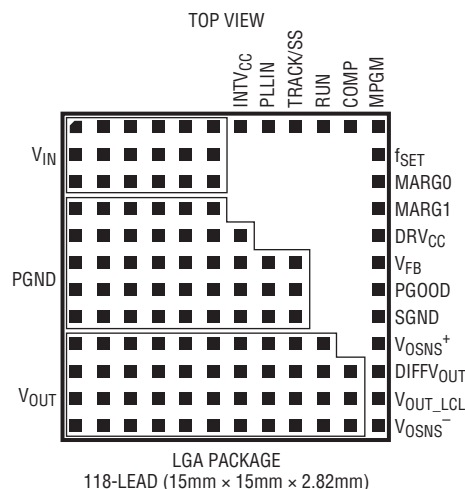 TOP VIEW
INTVCC
PLLIN
TRACK/SS
RUN
COMP
MPGM
VIN
fSET
MARG0
MARG1
DRVCC
PGND
VFB
PGOOD
SGND
VOSNS+
DIFFVOUT
VOUT
VOUT_LCL
VOSNS–
LGA PACKAGE
118-LEAD (15mm × 15mm × 2.82mm)